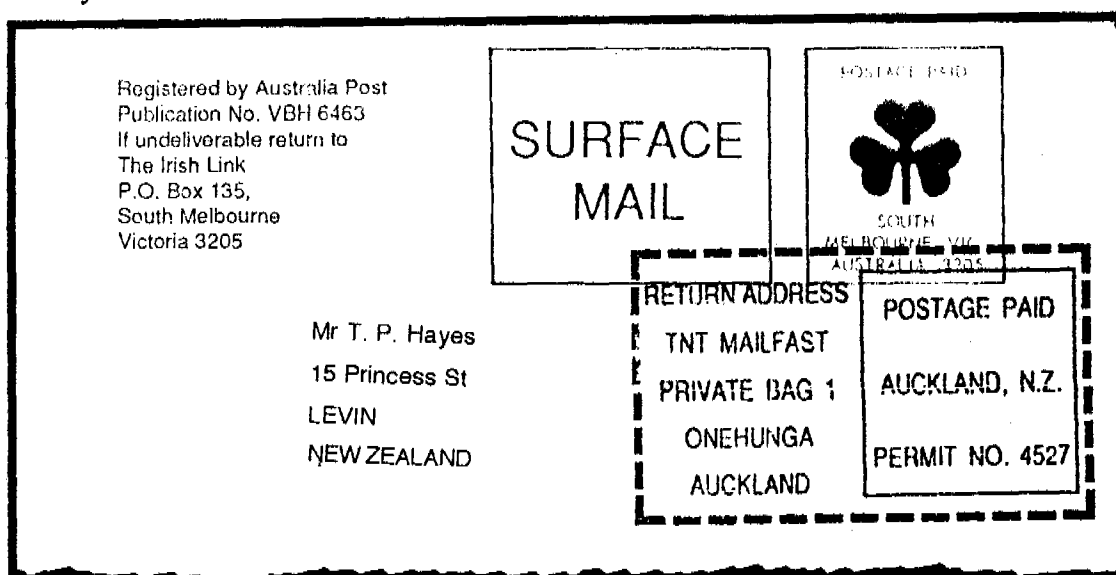 Registered by Australia Post
Publication No. VBH 6463
If undeliverable return to
The Irish Link
P.O. Box 135,
South Melbourne
Victoria 3205
SURFACE
MAIL
POSTAGE PAID
SOUTH
MELBOURNE, VIC.
AUSTRALIA 3205
Mr T. P. Hayes
15 Princess St
LEVIN
NEW ZEALAND
RETURN ADDRESS
TNT MAILFAST
PRIVATE BAG 1
ONEHUNGA
AUCKLAND
POSTAGE PAID
AUCKLAND, N.Z.
PERMIT NO. 4527